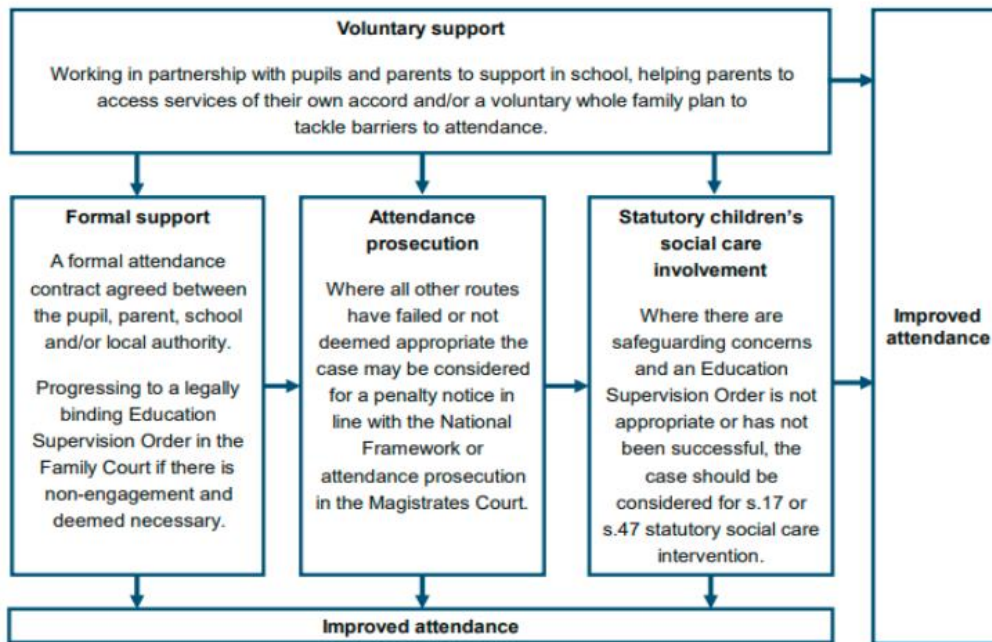 Voluntary support
Working in partnership with pupils and parents to support in school, helping parents to
access services of their own accord and/or a voluntary whole family plan to
tackle barriers to attendance.
Formal support
A formal attendance
contract agreed between
the pupil, parent, school
and/or local authority.
Progressing to a legally
binding Education
Supervision Order in the
Family Court if there is
non-engagement and
deemed necessary.
Attendance
prosecution
Where all other routes
have failed or not
deemed appropriate the
case may be considered
for a penalty notice in
line with the National
Framework or
attendance prosecution
in the Magistrates Court.
Statutory children's
social care
involvement
Where there are
safeguarding concerns
and an Education
Supervision Order is not
appropriate or has not
been successful, the
case should be
considered for s.17 or
s.47 statutory social care
intervention.
Improved
attendance
Improved attendance